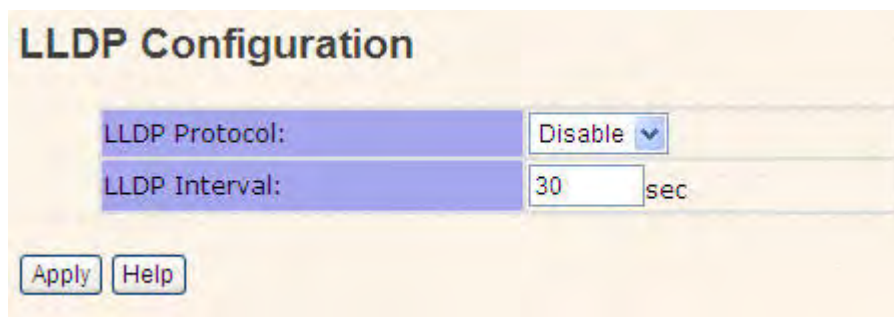 LLDP Configuration
LLDP Protocol: Disable
LLDP Interval: 30 sec
Apply Help